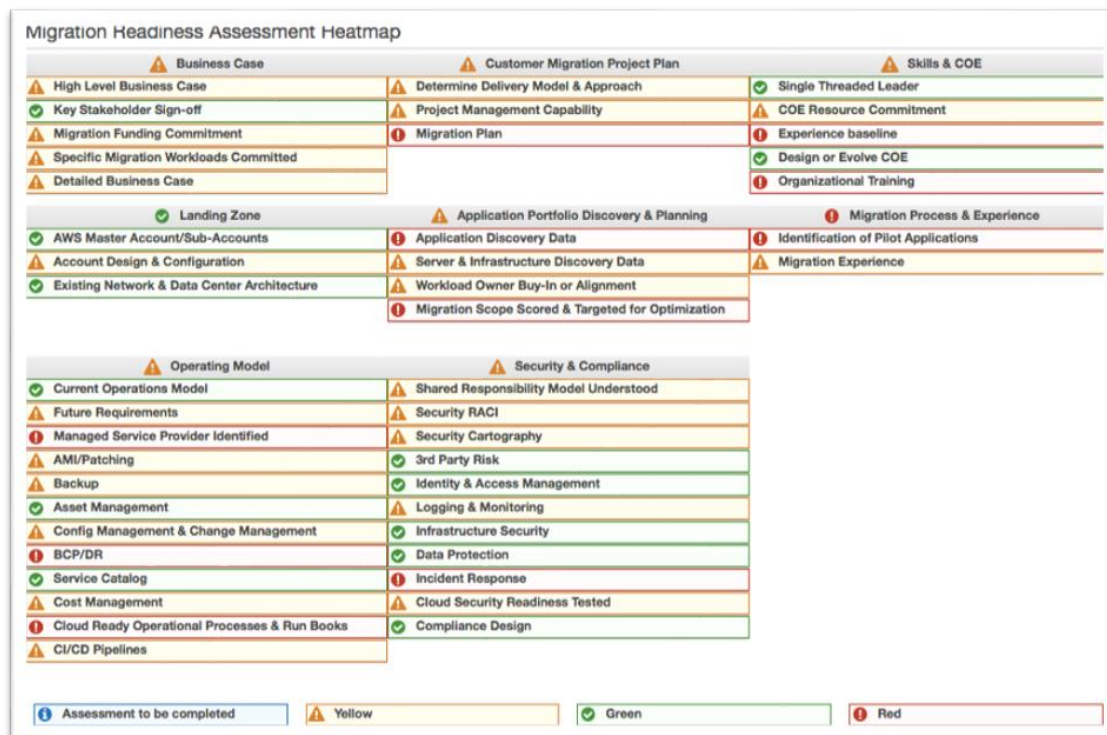 Migration Readiness Assessment Heatmap
Business Case
High Level Business Case
Key Stakeholder Sign-off
Migration Funding Commitment
Specific Migration Workloads Committed
Detailed Business Case
Customer Migration Project Plan
Determine Delivery Model & Approach
Project Management Capability
Migration Plan
Skills & COE
Single Threaded Leader
COE Resource Commitment
Experience baseline
Design or Evolve COE
Organizational Training
Landing Zone
AWS Master Account/Sub-Accounts
Account Design & Configuration
Existing Network & Data Center Architecture
Application Portfolio Discovery & Planning
Application Discovery Data
Server & Infrastructure Discovery Data
Workload Owner Buy-In or Alignment
Migration Scope Scored & Targeted for Optimization
Migration Process & Experience
Identification of Pilot Applications
Migration Experience
Operating Model
Current Operations Model
Future Requirements
Managed Service Provider Identified
AMI/Patching
Backup
Asset Management
Config Management & Change Management
BCP/DR
Service Catalog
Cost Management
Cloud Ready Operational Processes & Run Books
CI/CD Pipelines
Security & Compliance
Shared Responsibility Model Understood
Security RACI
Security Cartography
3rd Party Risk
Identity & Access Management
Logging & Monitoring
Infrastructure Security
Data Protection
Incident Response
Cloud Security Readiness Tested
Compliance Design
Assessment to be completed
Yellow
Green
Red